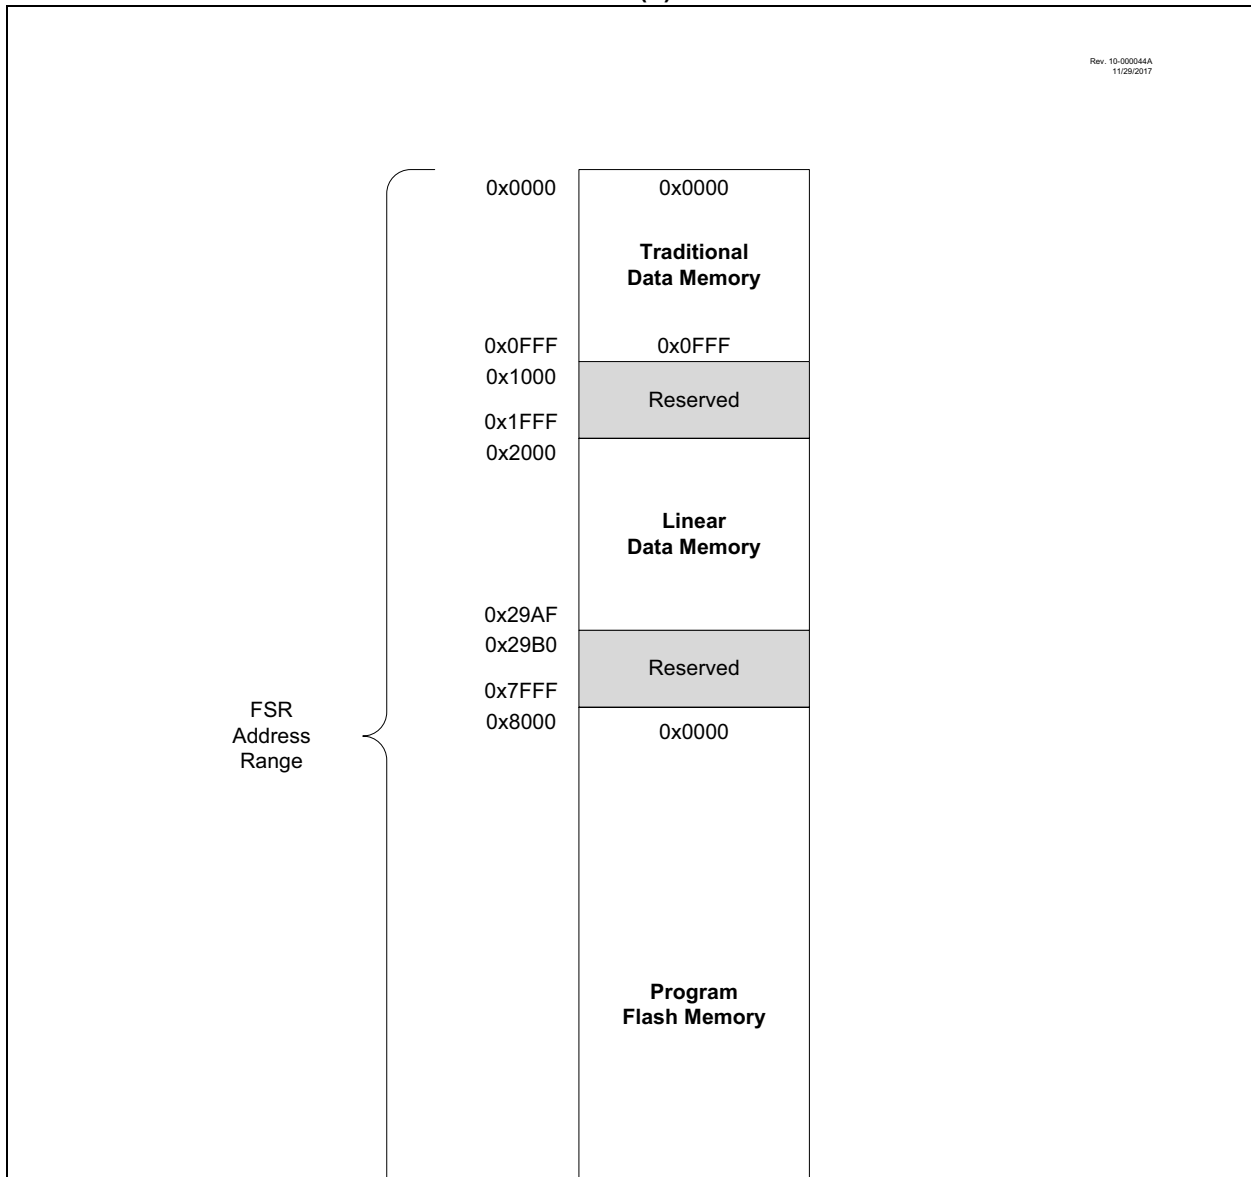 Rev. 10-000044A
11/29/2017
0x0000 0x0000
Traditional
Data Memory
0x0FFF 0x0FFF
0x1000
Reserved
0x1FFF
0x2000
Linear
Data Memory
0x29AF
0x29B0
Reserved
0x7FFF
0x8000 0x0000
FSR
Address
Range
Program
Flash Memory